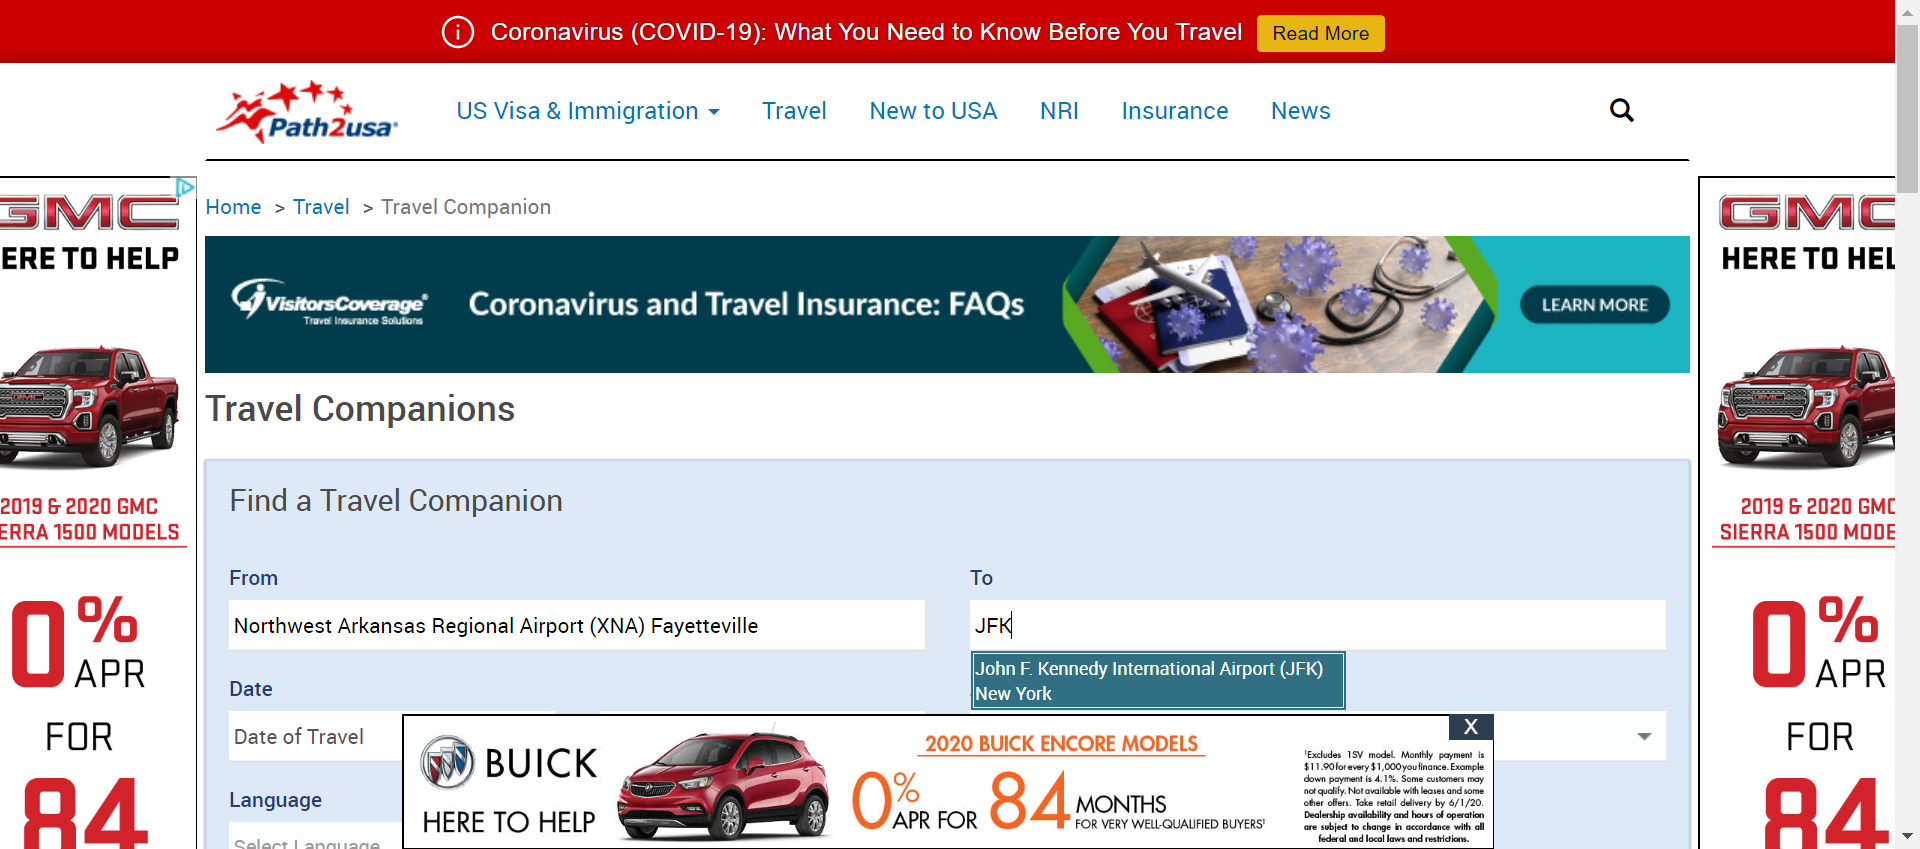 Coronavirus (COVID-19): What You Need to Know Before You Travel Read More
Path2usa
US Visa & Immigration Travel New to USA NRI Insurance News
GMC
ERE TO HELP
2019 & 2020 GMC
ERRA 1500 MODELS
0% APR
FOR
84
Home > Travel > Travel Companion
VisitorsCoverage®
Travel Insurance Solutions
Coronavirus and Travel Insurance: FAQs
LEARN MORE
Travel Companions
Find a Travel Companion
From
Northwest Arkansas Regional Airport (XNA) Fayetteville
To
JFK
John F. Kennedy International Airport (JFK)
New York
Date
Date of Travel
Language
Select Language
BUICK
HERE TO HELP
2020 BUICK ENCORE MODELS
0% APR FOR 84 MONTHS
FOR VERY WELL-QUALIFIED BUYERS¹
X
¹Excludes 1SV model. Monthly payment is
$11.90 for every $1,000 you finance. Example
down payment is 4.1%. Some customers may
not qualify. Not available with leases and some
other offers. Take retail delivery by 6/1/20.
Dealership availability and hours of operation
are subject to change in accordance with all
federal and local laws and restrictions.
GMC
HERE TO HEL
2019 & 2020 GMC
SIERRA 1500 MODE
0% APR
FOR
84